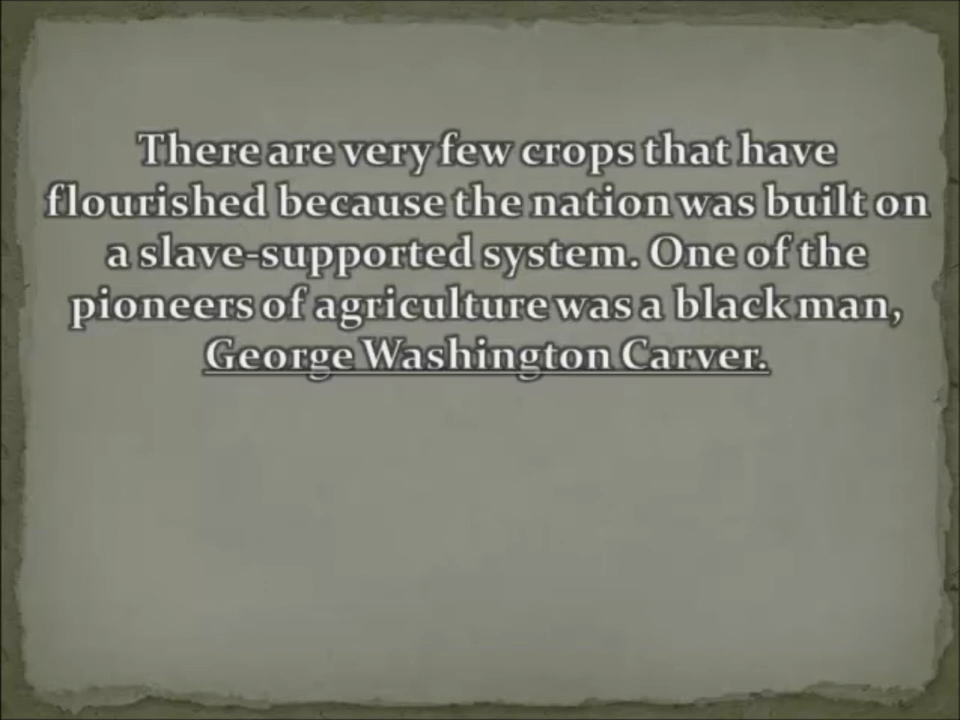 There are very few crops that have
flourished because the nation was built on
a slave-supported system. One of the
pioneers of agriculture was a black man,
George Washington Carver.